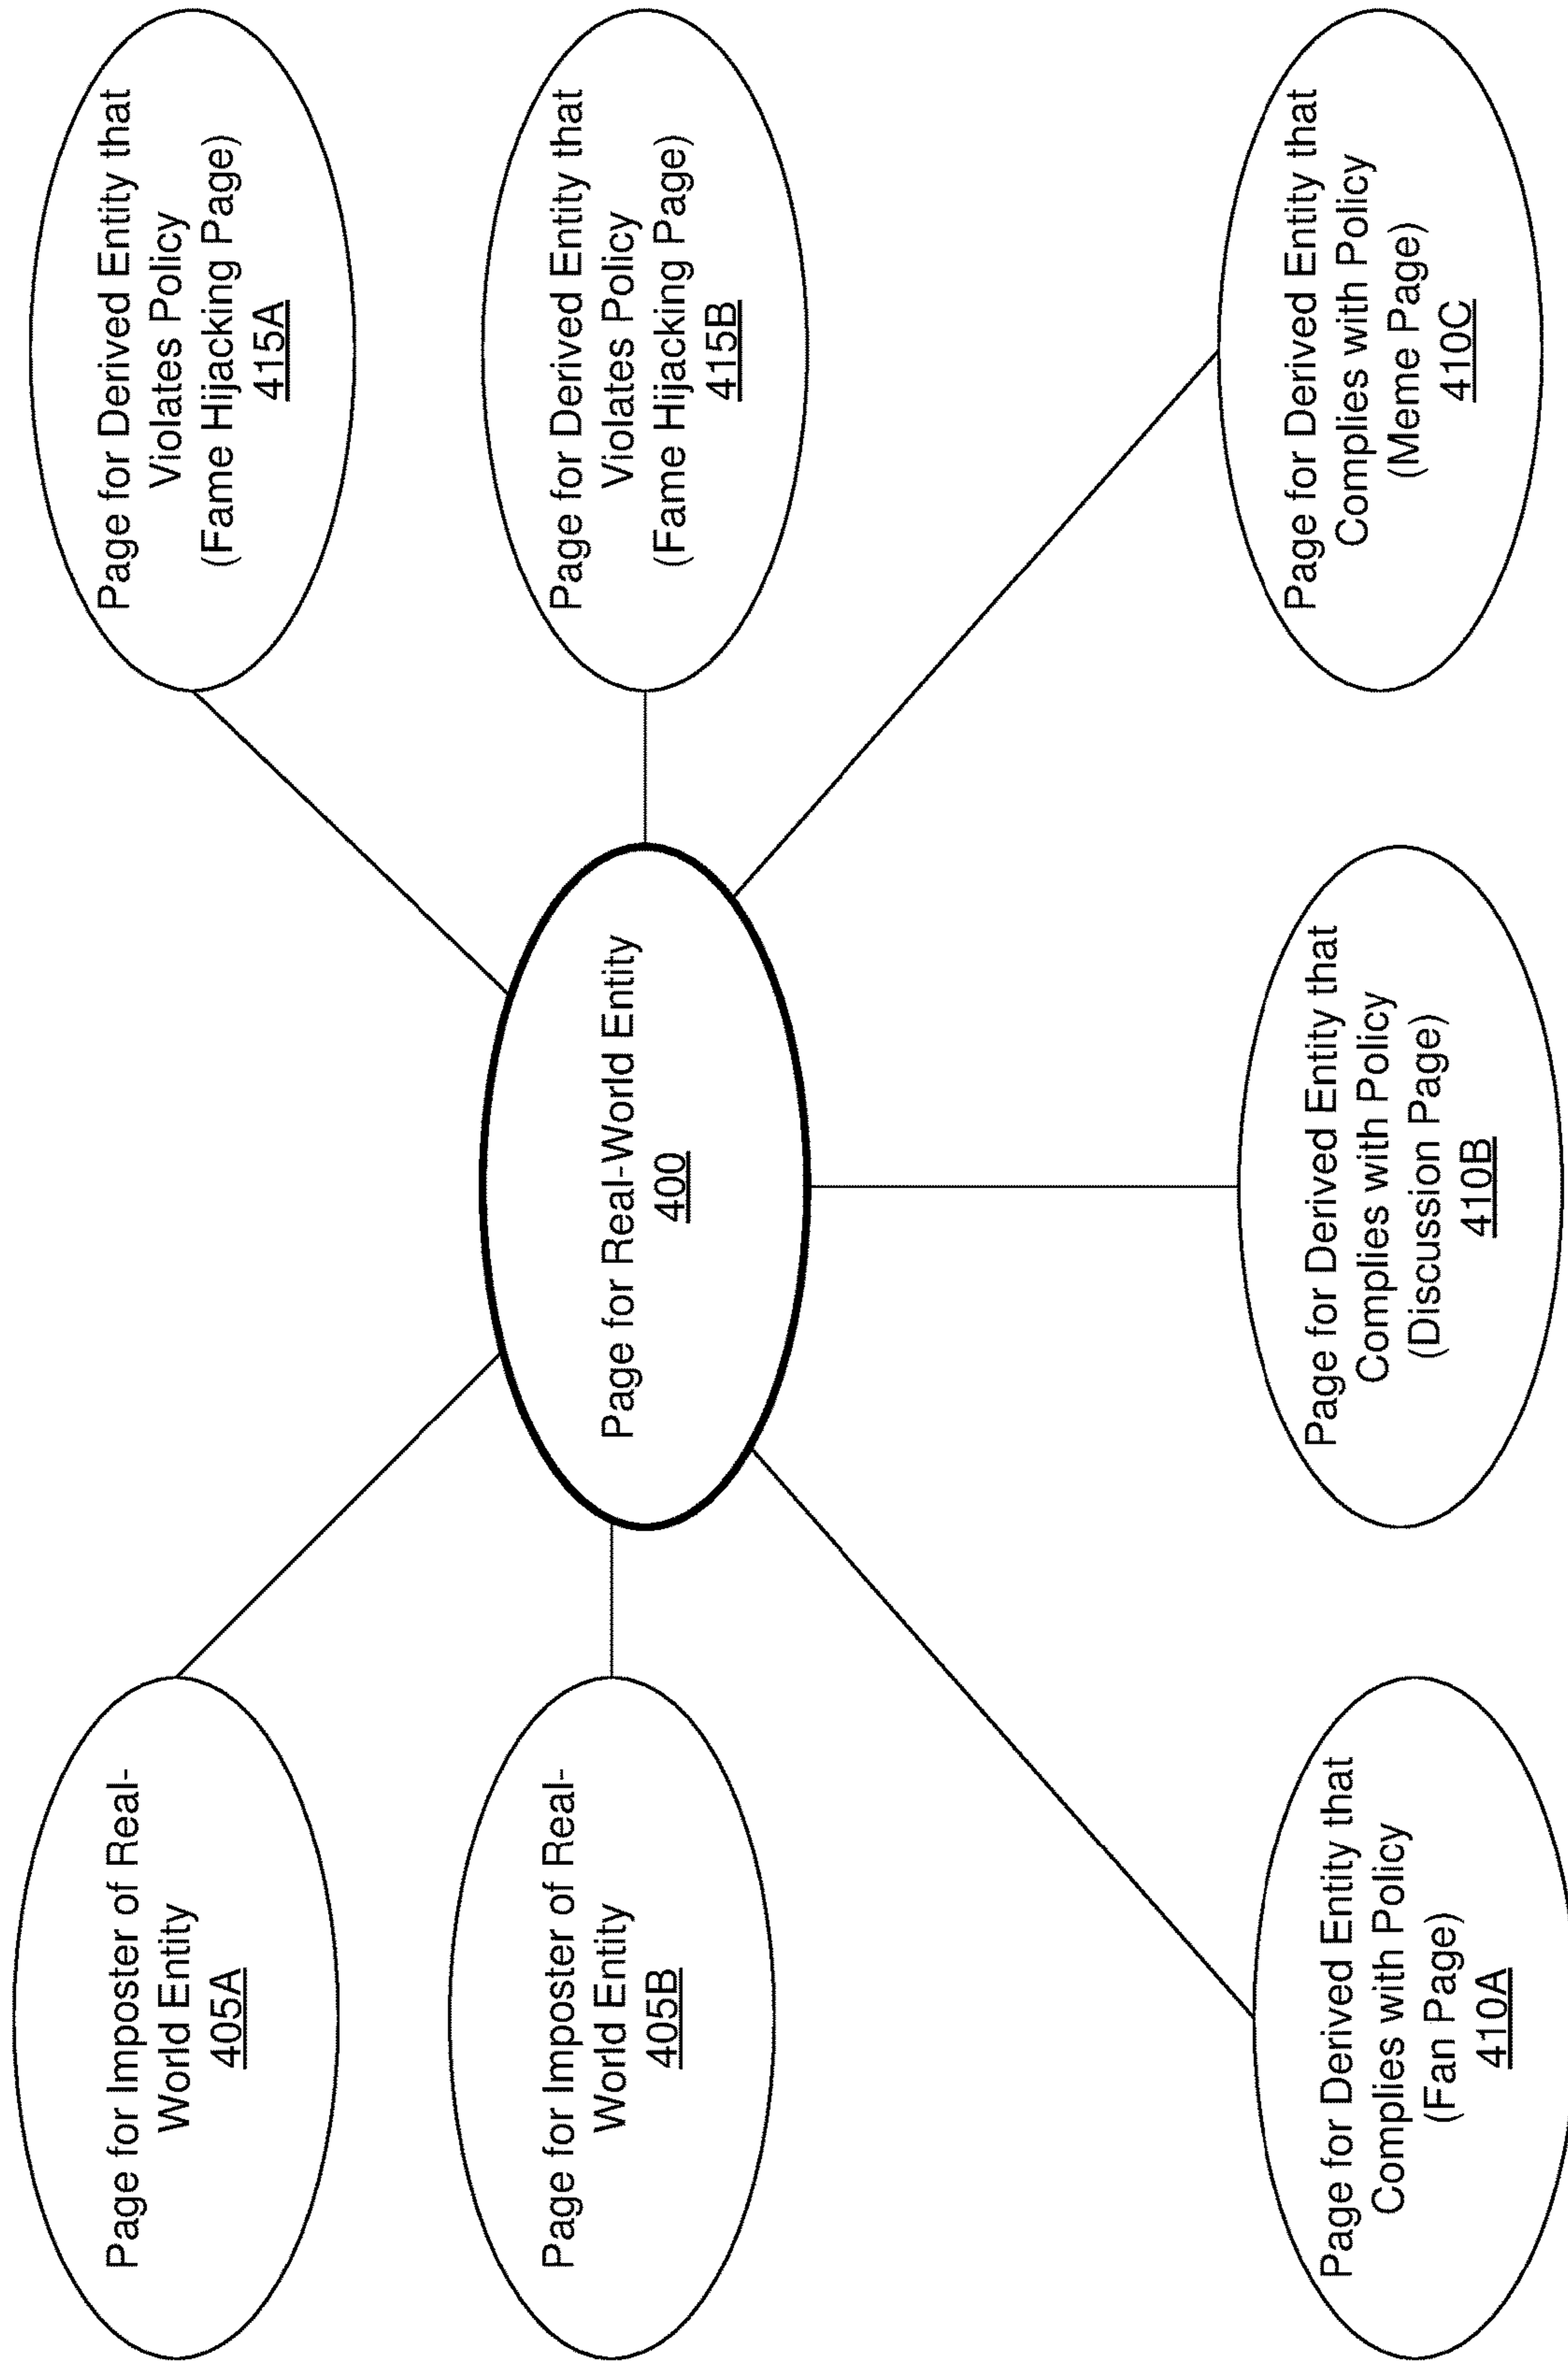 Page for Imposter of Real-
World Entity
405A
Page for Imposter of Real-
World Entity
405B
Page for Real-World Entity
400
Page for Derived Entity that
Violates Policy
(Fame Hijacking Page)
415A
Page for Derived Entity that
Violates Policy
(Fame Hijacking Page)
415B
Page for Derived Entity that
Complies with Policy
(Fan Page)
410A
Page for Derived Entity that
Complies with Policy
(Discussion Page)
410B
Page for Derived Entity that
Complies with Policy
(Meme Page)
410C